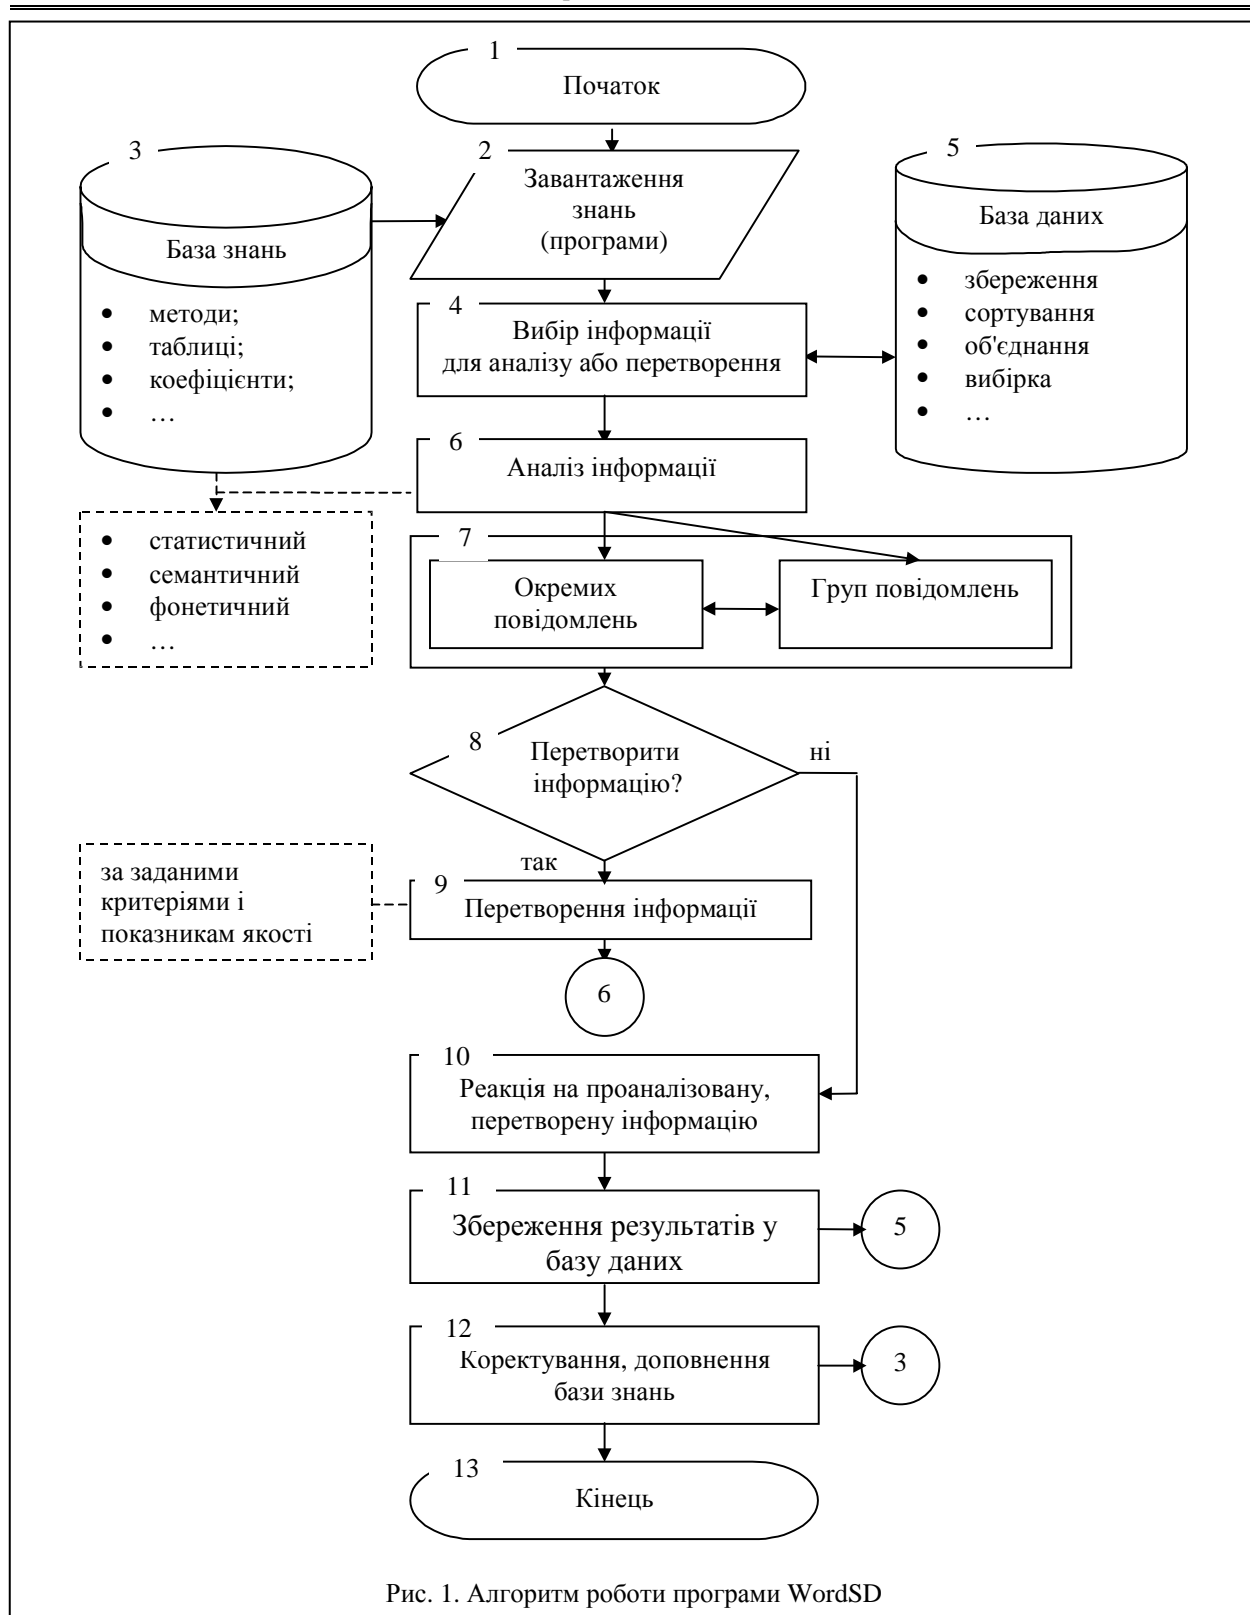 1
Початок
3
База знань
• методи;
• таблиці;
• коефіцієнти;
• …
2
Завантаження
знань
(програми)
5
База даних
• збереження
• сортування
• об'єднання
• вибірка
• …
4
Вибір інформації
для аналізу або перетворення
6
Аналіз інформації
• статистичний
• семантичний
• фонетичний
• …
7
Окремих
повідомлень
Груп повідомлень
8
Перетворити
інформацію?
ні
так
за заданими
критеріями і
показникам якості
9
Перетворення інформації
6
10
Реакція на проаналізовану,
перетворену інформацію
11
Збереження результатів у
базу даних
5
12
Коректування, доповнення
бази знань
3
13
Кінець
Рис. 1. Алгоритм роботи програми WordSD